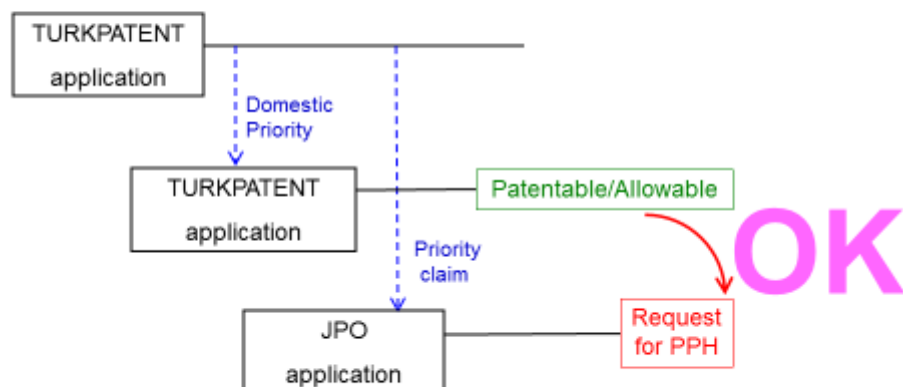 TURKPATENT
application
Domestic
Priority
TURKPATENT
application
Patentable/Allowable
OK
Priority
claim
JPO
application
Request
for PPH